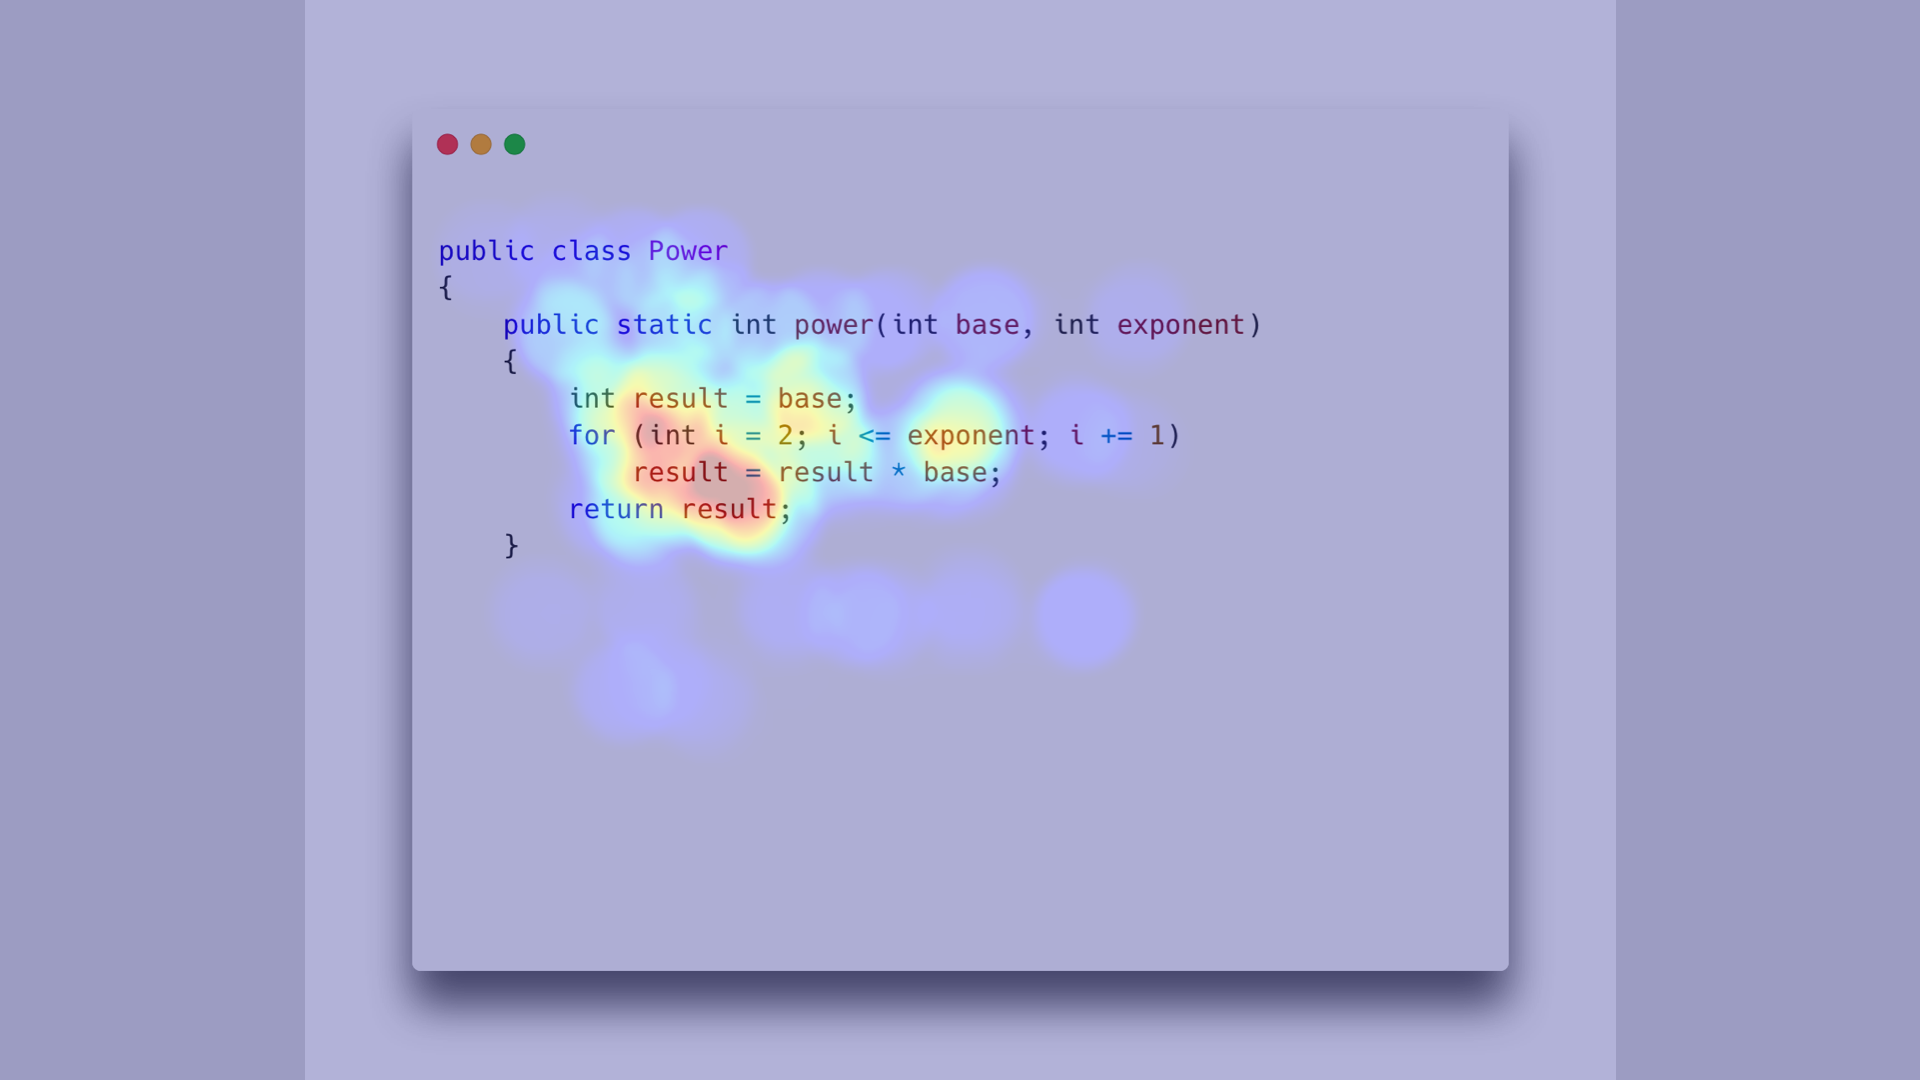 public class Power
{
    public static int power(int base, int exponent)
    {
        int result = base;
        for (int i = 2; i <= exponent; i += 1)
            result = result * base;
        return result;
    }